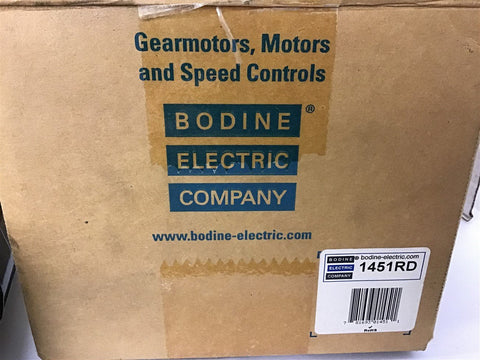 Gearmotors, Motors
and Speed Controls
BODINE ®
ELECTRIC
COMPANY
www.bodine-electric.com
BODINE ® bodine-electric.com
ELECTRIC 1451RD
COMPANY
RoHS